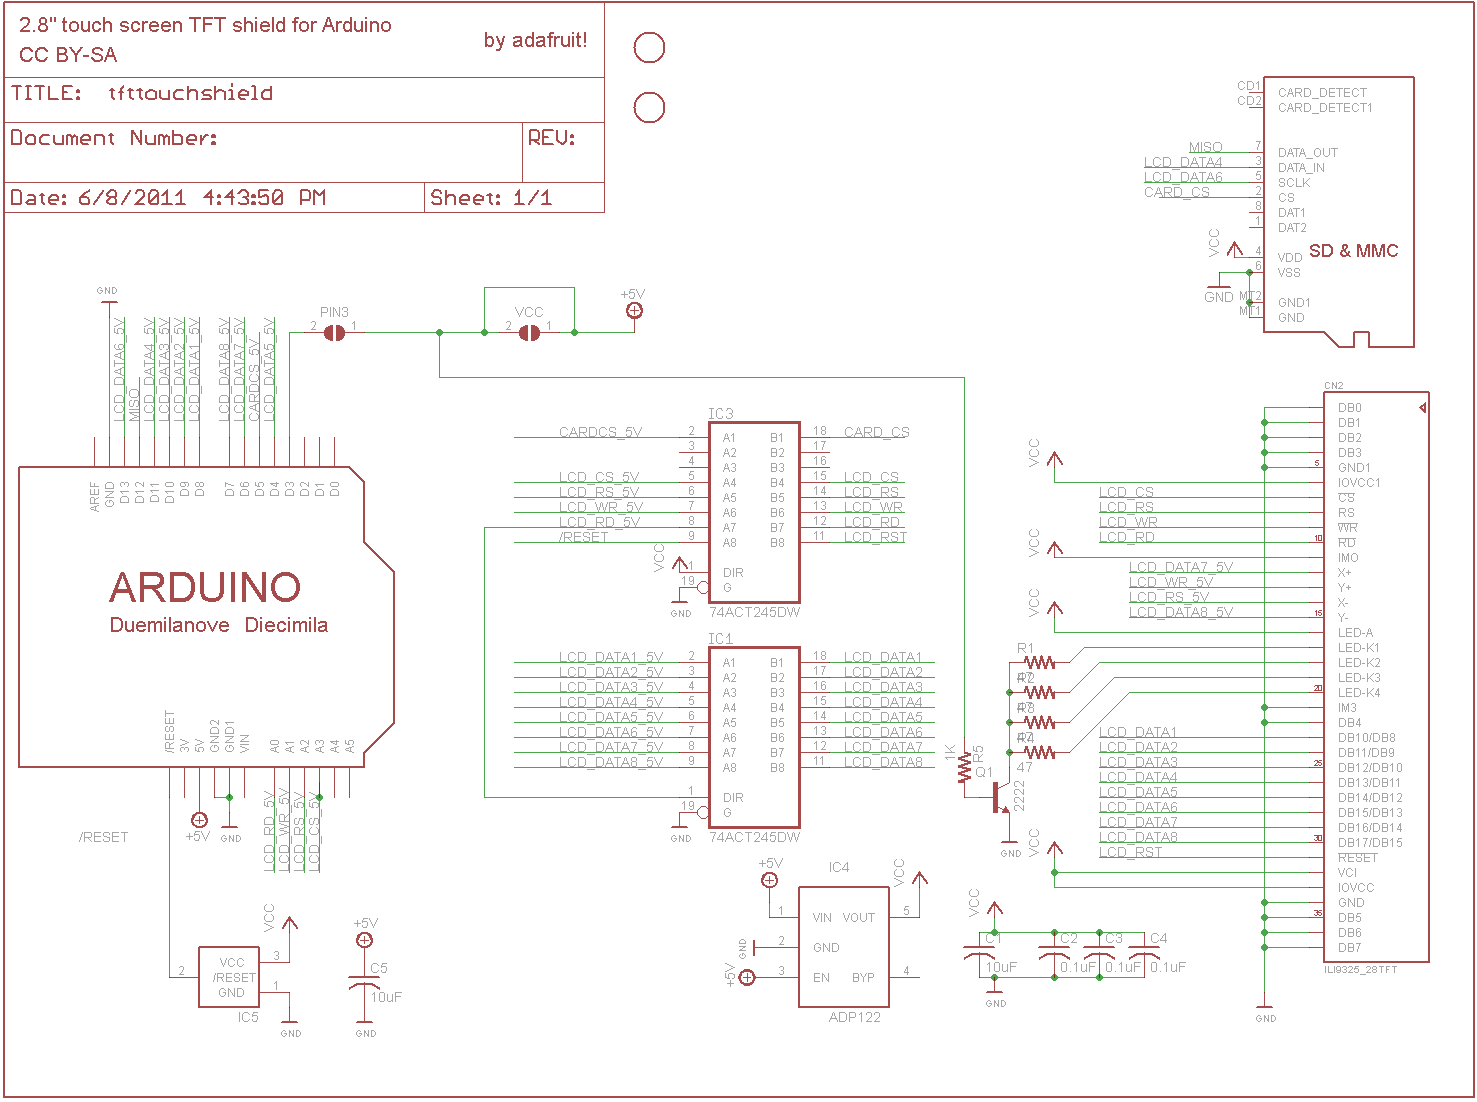 2.8" touch screen TFT shield for Arduino
CC BY-SA
by adafruit!
TITLE: tfttouchshield
Document Number:
REV:
Date: 6/8/2011 4:43:50 PM
Sheet: 1/1
CD1 CARD_DETECT
CD2 CARD_DETECT1
MISO 7 DATA_OUT
LCD_DATA4 3 DATA_IN
LCD_DATA6 5 SCLK
CARD_CS 2 CS
8 DAT1
1 DAT2
VCC 4 VDD
SD & MMC
6 VSS
GND
MT2 GND1
MT1 GND
GND
LCD_DATA6_5V
MISO
LCD_DATA4_5V
LCD_DATA3_5V
LCD_DATA2_5V
LCD_DATA1_5V
LCD_DATA8_5V
LCD_DATA7_5V
CARDCS_5V
LCD_DATA5_5V
PIN3
2 1
VCC
2 1
+5V
AREF GND D13 D12 D11 D10 D9 D8 D7 D6 D5 D4 D3 D2 D1 D0
ARDUINO
Duemilanove Diecimila
/RESET 3V 5V GND2 GND1 VIN A0 A1 A2 A3 A4 A5
+5V
GND
LCD_RD_5V
LCD_WR_5V
LCD_RS_5V
LCD_CS_5V
/RESET
VCC
2 VCC 3
/RESET
GND 1
IC5
GND
+5V
C5
10uF
GND
IC3
CARDCS_5V 2 A1 B1 18 CARD_CS
3 A2 B2 17
4 A3 B3 16
LCD_CS_5V 5 A4 B4 15 LCD_CS
LCD_RS_5V 6 A5 B5 14 LCD_RS
LCD_WR_5V 7 A6 B6 13 LCD_WR
LCD_RD_5V 8 A7 B7 12 LCD_RD
/RESET 9 A8 B8 11 LCD_RST
VCC 1 DIR
19 G
GND
74ACT245DW
IC1
LCD_DATA1_5V 2 A1 B1 18 LCD_DATA1
LCD_DATA2_5V 3 A2 B2 17 LCD_DATA2
LCD_DATA3_5V 4 A3 B3 16 LCD_DATA3
LCD_DATA4_5V 5 A4 B4 15 LCD_DATA4
LCD_DATA5_5V 6 A5 B5 14 LCD_DATA5
LCD_DATA6_5V 7 A6 B6 13 LCD_DATA6
LCD_DATA7_5V 8 A7 B7 12 LCD_DATA7
LCD_DATA8_5V 9 A8 B8 11 LCD_DATA8
1 DIR
19 G
GND
74ACT245DW
+5V
IC4
VCC
1 VIN VOUT 5
GND 2 GND
+5V 3 EN BYP 4
ADP122
R1
R2
47
R4
47
1K
R5
Q1
2222
GND
VCC
C1
10uF
C2
0.1uF
C3
0.1uF
C4
0.1uF
GND
CN2
DB0
DB1
DB2
DB3
5 GND1
VCC IOVCC1
LCD_CS CS
LCD_RS RS
LCD_WR WR
LCD_RD 10 RD
VCC IMO
LCD_DATA7_5V X+
LCD_WR_5V Y+
LCD_RS_5V X-
LCD_DATA8_5V 15 Y-
VCC LED-A
LED-K1
LED-K2
LED-K3
20 LED-K4
IM3
DB4
LCD_DATA1 DB10/DB8
LCD_DATA2 DB11/DB9
LCD_DATA3 25 DB12/DB10
LCD_DATA4 DB13/DB11
LCD_DATA5 DB14/DB12
LCD_DATA6 DB15/DB13
LCD_DATA7 DB16/DB14
LCD_DATA8 30 DB17/DB15
LCD_RST RESET
VCC VCI
IOVCC
GND
35 DB5
DB6
DB7
ILI9325_28TFT
GND